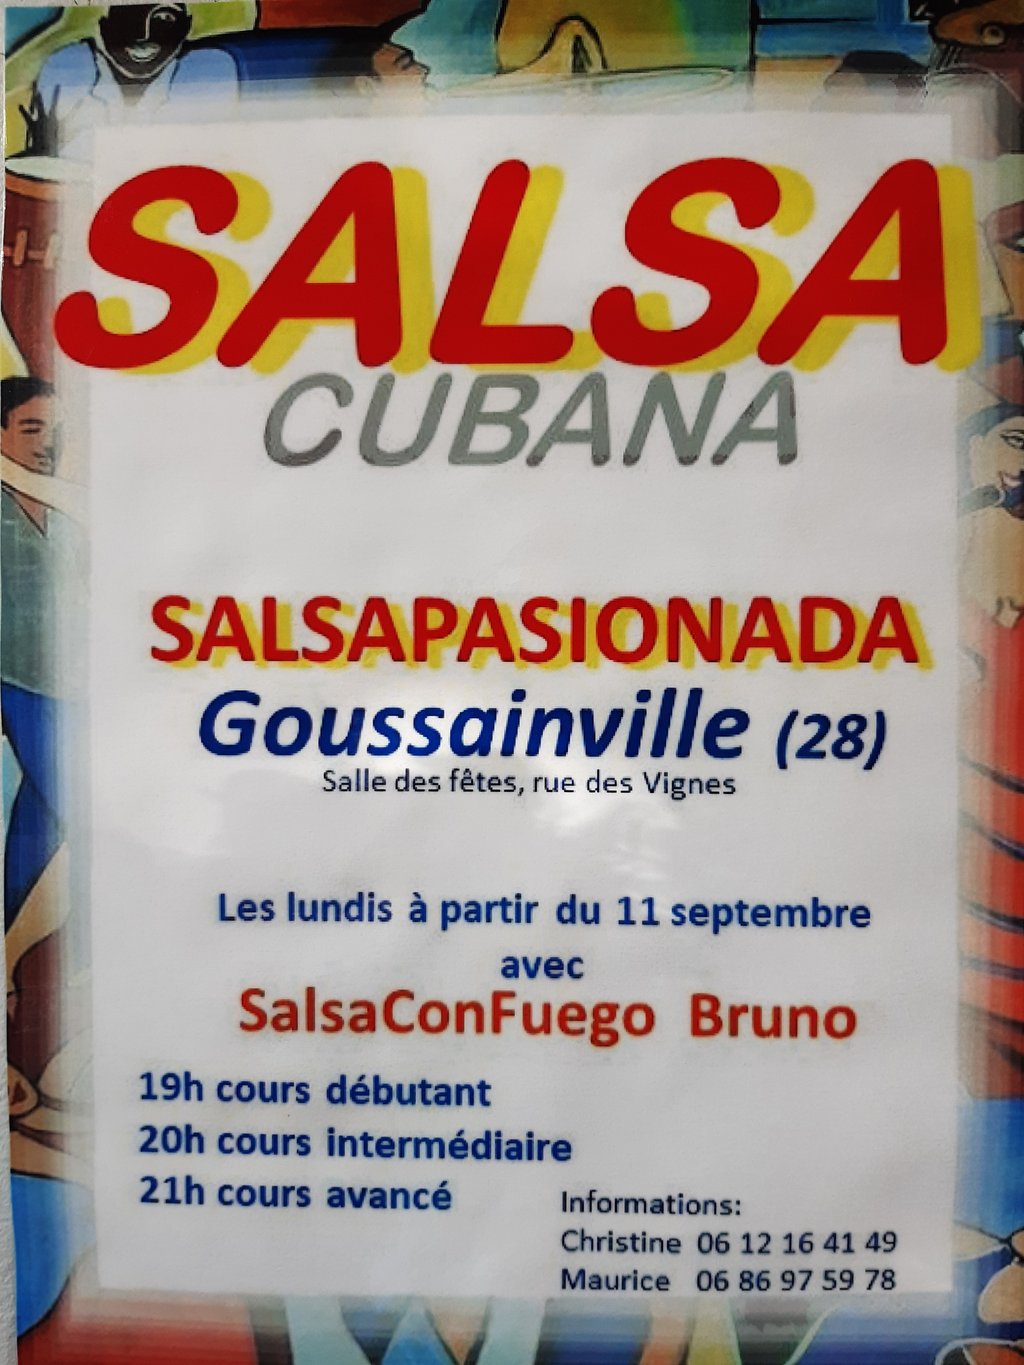 SALSA
CUBANA
SALSAPASIONADA
Goussainville (28)
Salle des fêtes, rue des Vignes
Les lundis à partir du 11 septembre
avec
SalsaConFuego Bruno
19h cours débutant
20h cours intermédiaire
21h cours avancé
Informations:
Christine 06 12 16 41 49
Maurice 06 86 97 59 78